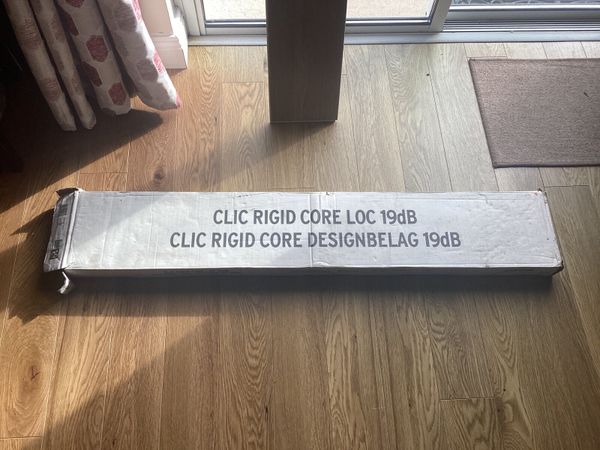 CLIC RIGID CORE LOC 19dB
CLIC RIGID CORE DESIGNBELAG 19dB